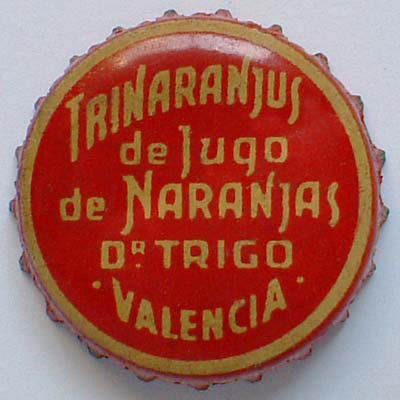 TRINARANJUS
de Jugo
de NARANJAS
Dᴿ TRIGO
· VALENCIA ·